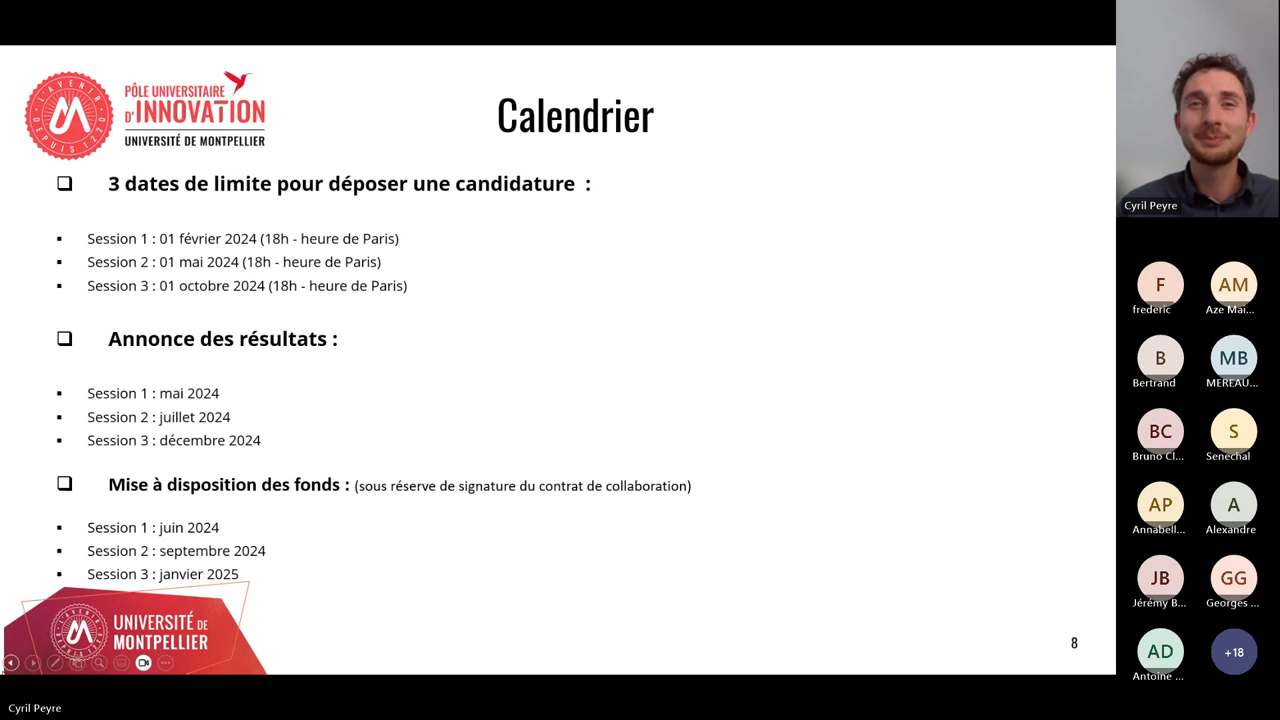 L'AVENIR DEPUIS 1220
PÔLE UNIVERSITAIRE
D'INNOVATION
UNIVERSITÉ DE MONTPELLIER
Calendrier
3 dates de limite pour déposer une candidature :
Session 1 : 01 février 2024 (18h - heure de Paris)
Session 2 : 01 mai 2024 (18h - heure de Paris)
Session 3 : 01 octobre 2024 (18h - heure de Paris)
Annonce des résultats :
Session 1 : mai 2024
Session 2 : juillet 2024
Session 3 : décembre 2024
Mise à disposition des fonds : (sous réserve de signature du contrat de collaboration)
Session 1 : juin 2024
Session 2 : septembre 2024
Session 3 : janvier 2025
UNIVERSITÉ DE
MONTPELLIER
8
Cyril Peyre
F
frederic
AM
Aze Mai...
B
Bertrand
MB
MEREAU...
BC
Bruno Cl...
S
Senechal
AP
Annabell...
A
Alexandre
JB
Jérémy B...
GG
Georges ...
AD
Antoine ...
+18
Cyril Peyre